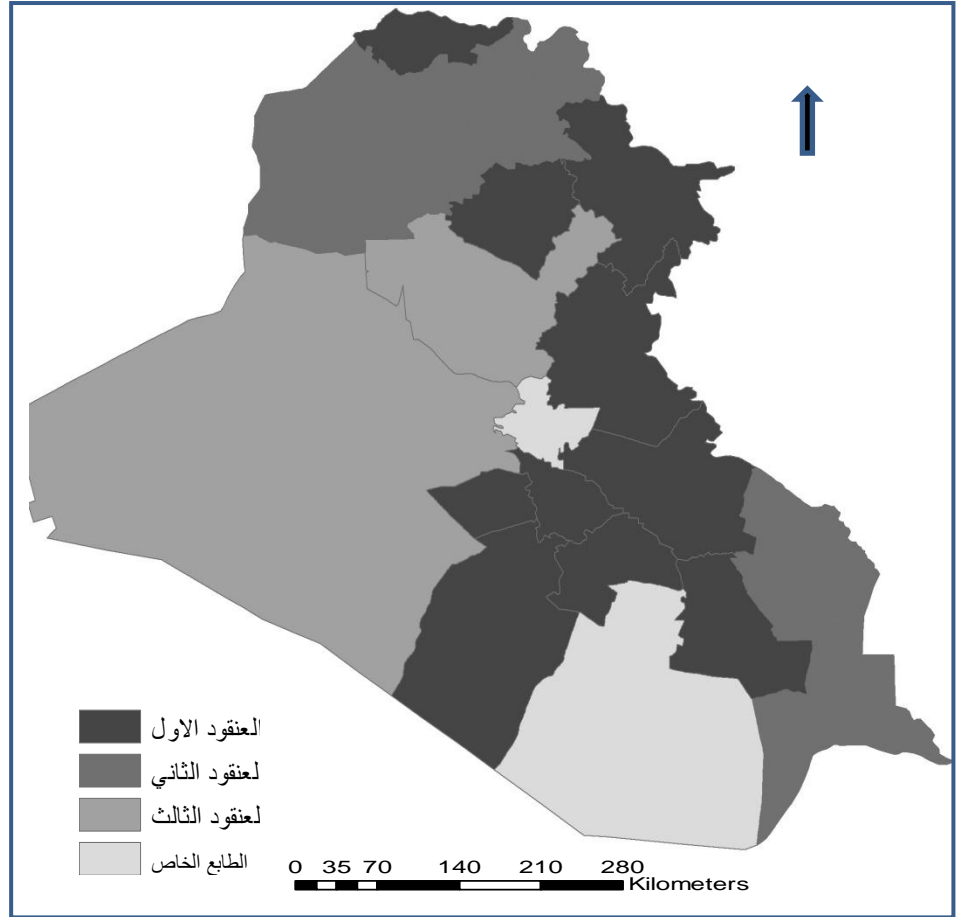 العنقود الاول
لعنقود الثاني
لعنقود الثالث
الطابع الخاص
0 35 70 140 210 280
Kilometers